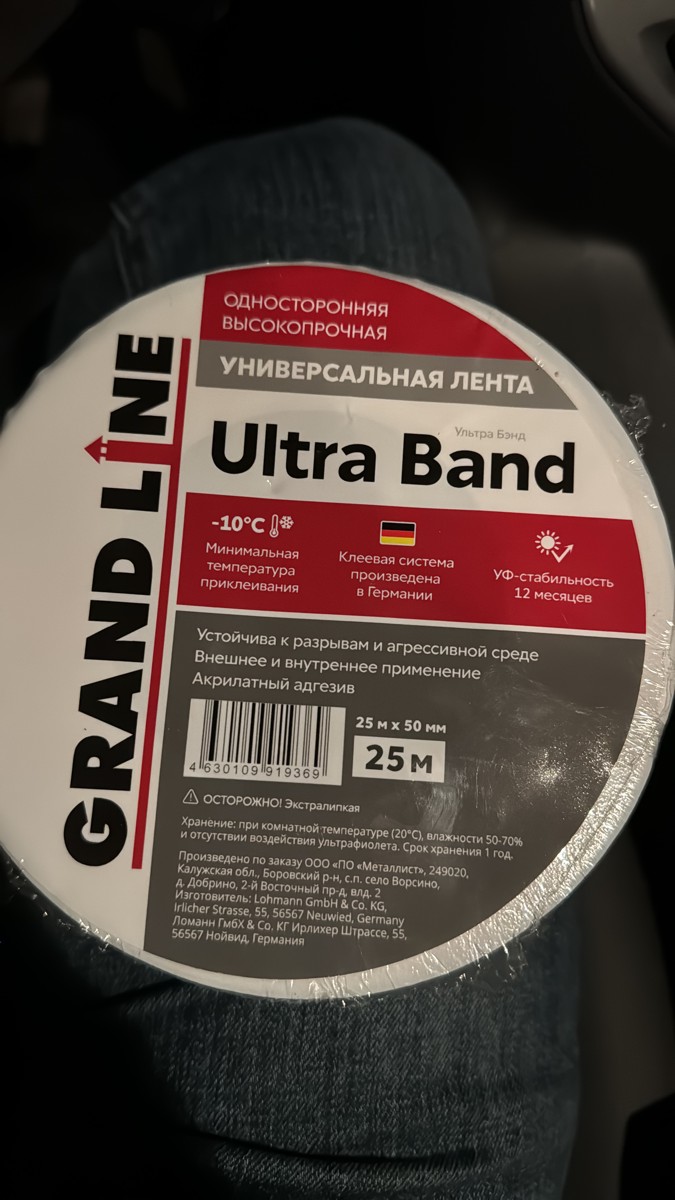 GRAND LINE
ОДНОСТОРОННЯЯ
ВЫСОКОПРОЧНАЯ
УНИВЕРСАЛЬНАЯ ЛЕНТА
Ультра Бэнд
Ultra Band
-10°C
Минимальная
температура
приклеивания
Клеевая система
произведена
в Германии
УФ-стабильность
12 месяцев
Устойчива к разрывам и агрессивной среде
Внешнее и внутреннее применение
Акрилатный адгезив
4 630109 919369
25 м x 50 мм
25 м
ОСТОРОЖНО! Экстралипкая
Хранение: при комнатной температуре (20°C), влажности 50-70%
и отсутствии воздействия ультрафиолета. Срок хранения 1 год.
Произведено по заказу ООО «ПО «Металлист», 249020,
Калужская обл., Боровский р-н, с.п. село Ворсино,
д. Добрино, 2-й Восточный пр-д, влд. 2
Изготовитель: Lohmann GmbH & Co. KG,
Irlicher Strasse, 55, 56567 Neuwied, Germany
Ломанн ГмбХ & Co. КГ Ирлихер Штрассе, 55,
56567 Нойвид, Германия